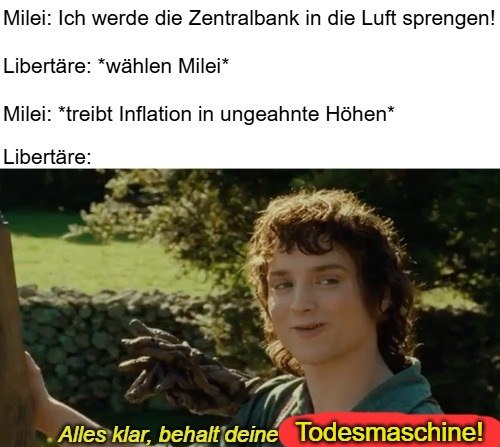 Milei: Ich werde die Zentralbank in die Luft sprengen!
Libertäre: *wählen Milei*
Milei: *treibt Inflation in ungeahnte Höhen*
Libertäre:
Alles klar, behalt deine Todesmaschine!